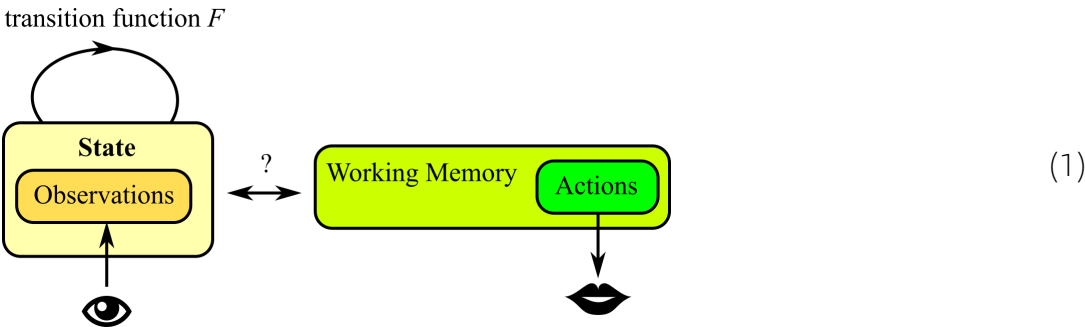 transition function F
State
Observations
?
Working Memory
Actions
(1)